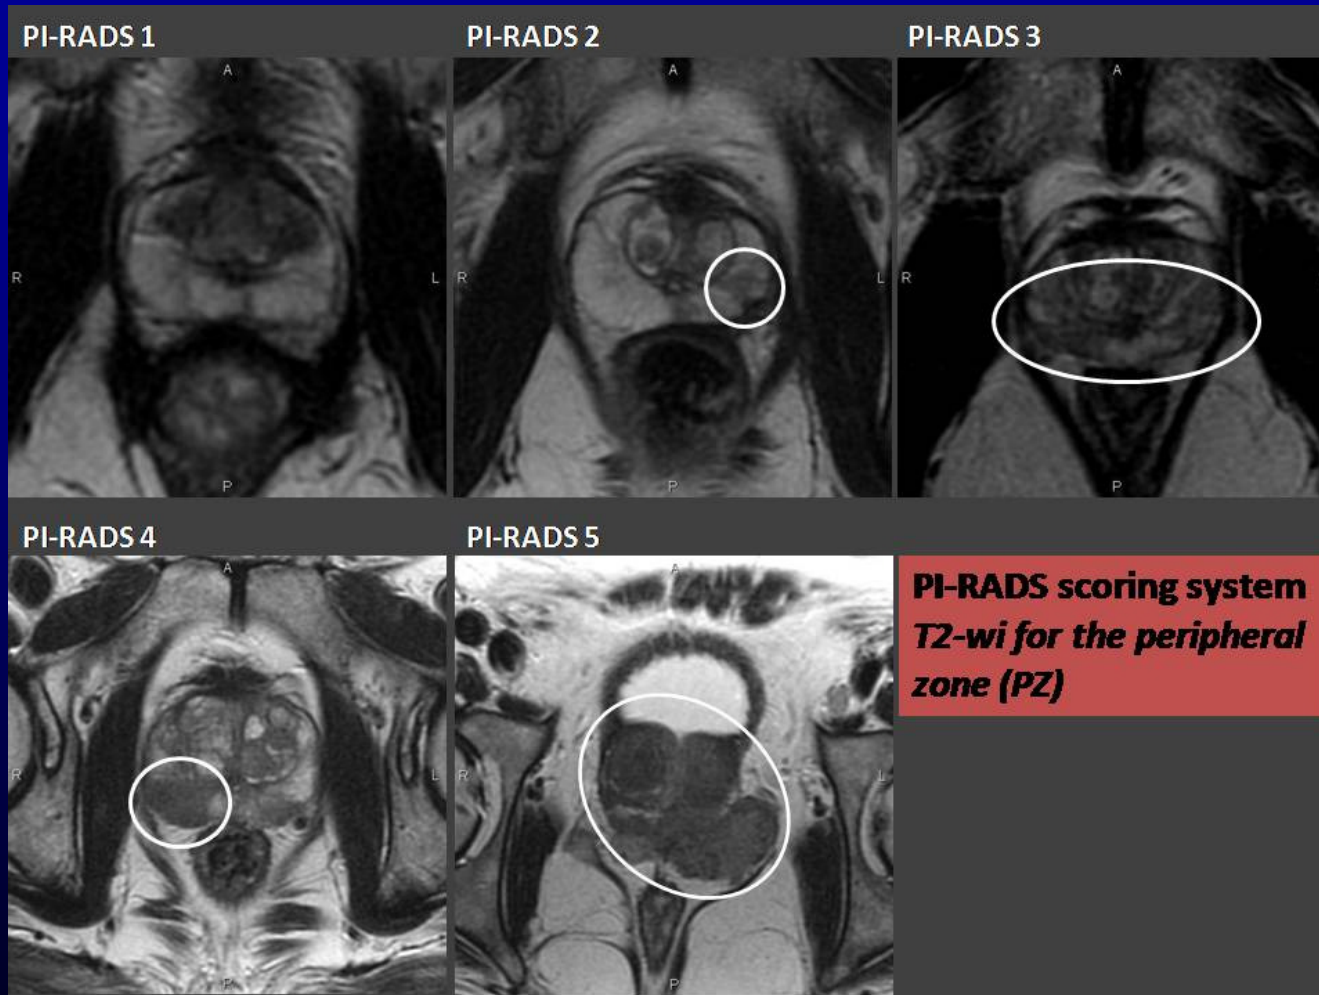 PI-RADS 1
PI-RADS 2
PI-RADS 3
A
A
A
R
L
R
L
R
L
P
P
P
PI-RADS 4
PI-RADS 5
PI-RADS scoring system
T2-wi for the peripheral
zone (PZ)
A
A
R
L
R
L
P
P